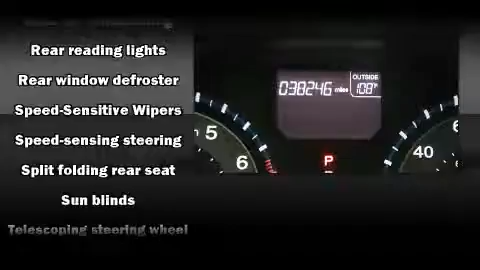 Rear reading lights
Rear window defroster
Speed-Sensitive Wipers
Speed-sensing steering
Split folding rear seat
Sun blinds
Telescoping steering wheel
038246 miles
OUTSIDE
108°F
5
6
P
40
6